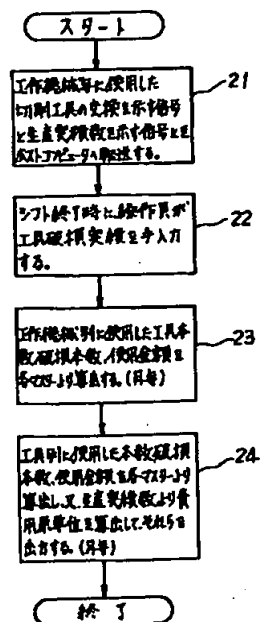 スタート
21
工作機械毎に使用した
切削工具の交換を示す信号
と生産実績数を示す信号とを
ホストコンピュータへ転送する。
22
シフト終了時に操作員が
工具破損実績を手入力
する。
23
工作機械別に使用した工具本
数、破損本数、使用金額を
各マスターより算出する。(月毎)
24
工具別に使用した本数、破損
本数、使用金額を各マスターより
算出し、又、生産実績数より費
用原単位を算出して、それらを
出力する。(月毎)
終了